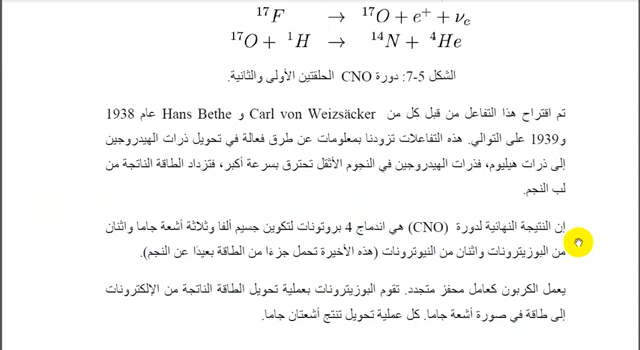 ¹⁷F → ¹⁷O + e⁺ + νₑ
¹⁷O + ¹H → ¹⁴N + ⁴He
الشكل 5-7: دورة CNO الحلقتين الأولى والثانية.
تم اقتراح هذا التفاعل من قبل كل من Carl von Weizsäcker و Hans Bethe عام 1938
و1939 على التوالي. هذه التفاعلات تزودنا بمعلومات عن طرق فعالة في تحويل ذرات الهيدروجين
إلى ذرات هيليوم، فذرات الهيدروجين في النجوم الأثقل تحترق بسرعة أكبر، فتزداد الطاقة الناتجة من
لب النجم.
إن النتيجة النهائية لدورة (CNO) هي اندماج 4 بروتونات لتكوين جسيم ألفا وثلاثة أشعة جاما واثنان
من البوزيترونات واثنان من النيوترونات (هذه الأخيرة تحمل جزءًا من الطاقة بعيدًا عن النجم).
يعمل الكربون كعامل محفز متجدد. تقوم البوزيترونات بعملية تحويل الطاقة الناتجة من الإلكترونات
إلى طاقة في صورة أشعة جاما. كل عملية تحويل تنتج أشعتان جاما.